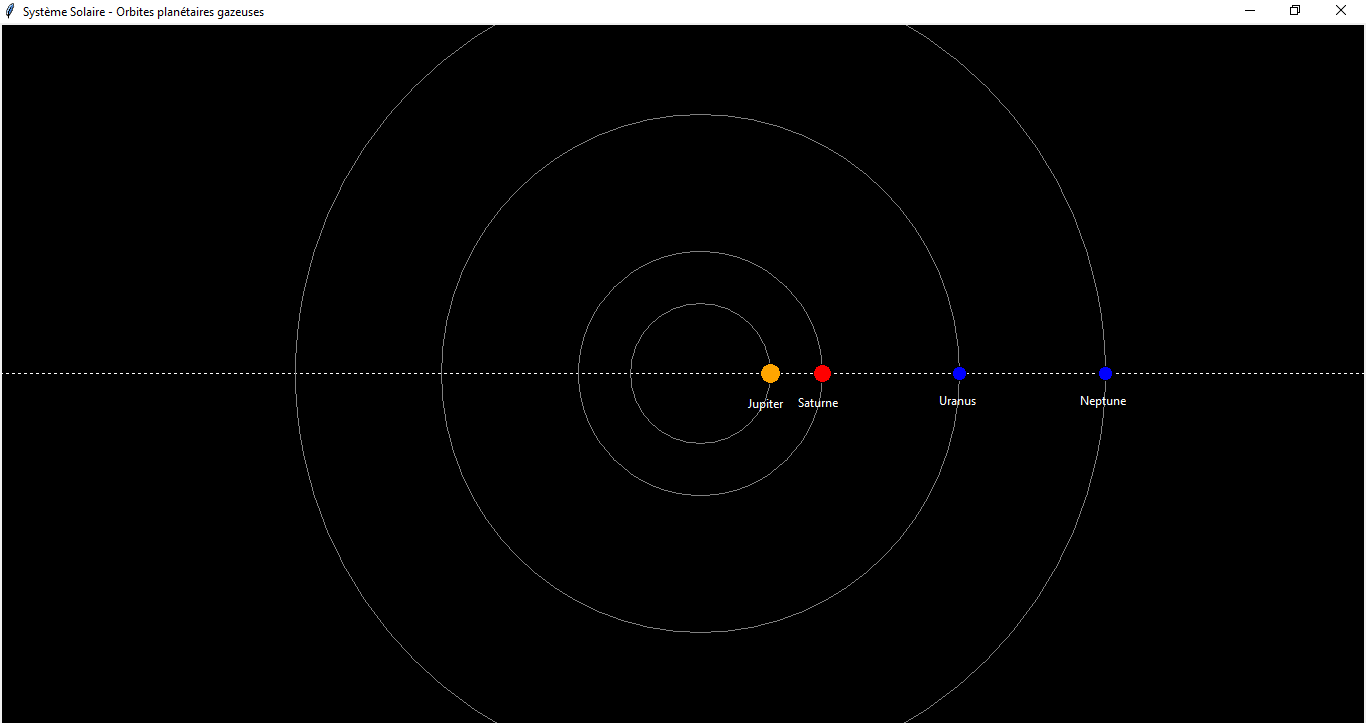 Système Solaire - Orbites planétaires gazeuses
Jupiter
Saturne
Uranus
Neptune